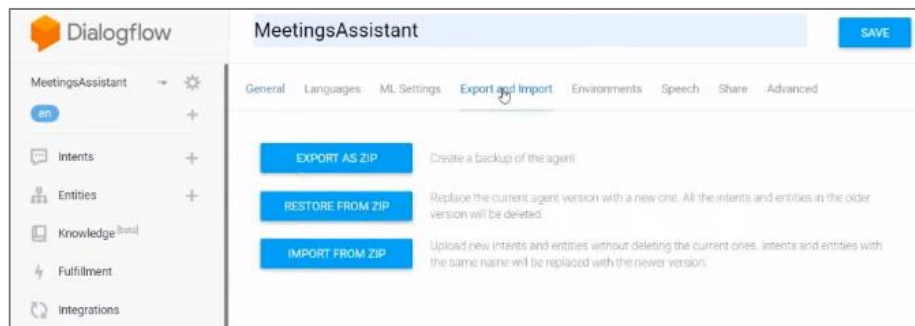 Dialogflow
MeetingsAssistant
SAVE
MeetingsAssistant
en
Intents
Entities
Knowledge [beta]
Fulfillment
Integrations
General Languages ML Settings Export and Import Environments Speech Share Advanced
EXPORT AS ZIP Create a backup of the agent
RESTORE FROM ZIP Replace the current agent version with a new one. All the intents and entities in the older
version will be deleted.
IMPORT FROM ZIP Upload new intents and entities without deleting the current ones. Intents and entities with
the same name will be replaced with the newer version.